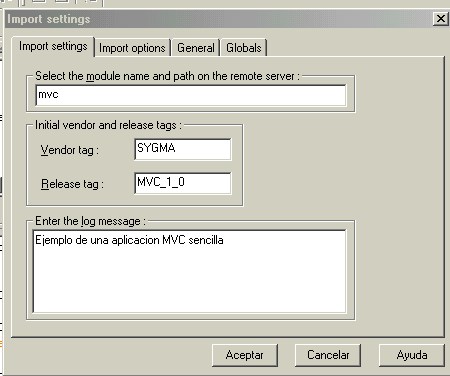 Import settings
Import settings Import options General Globals
Select the module name and path on the remote server :
mvc
Initial vendor and release tags :
Vendor tag : SYGMA
Release tag : MVC_1_0
Enter the log message :
Ejemplo de una aplicacion MVC sencilla
Aceptar Cancelar Ayuda